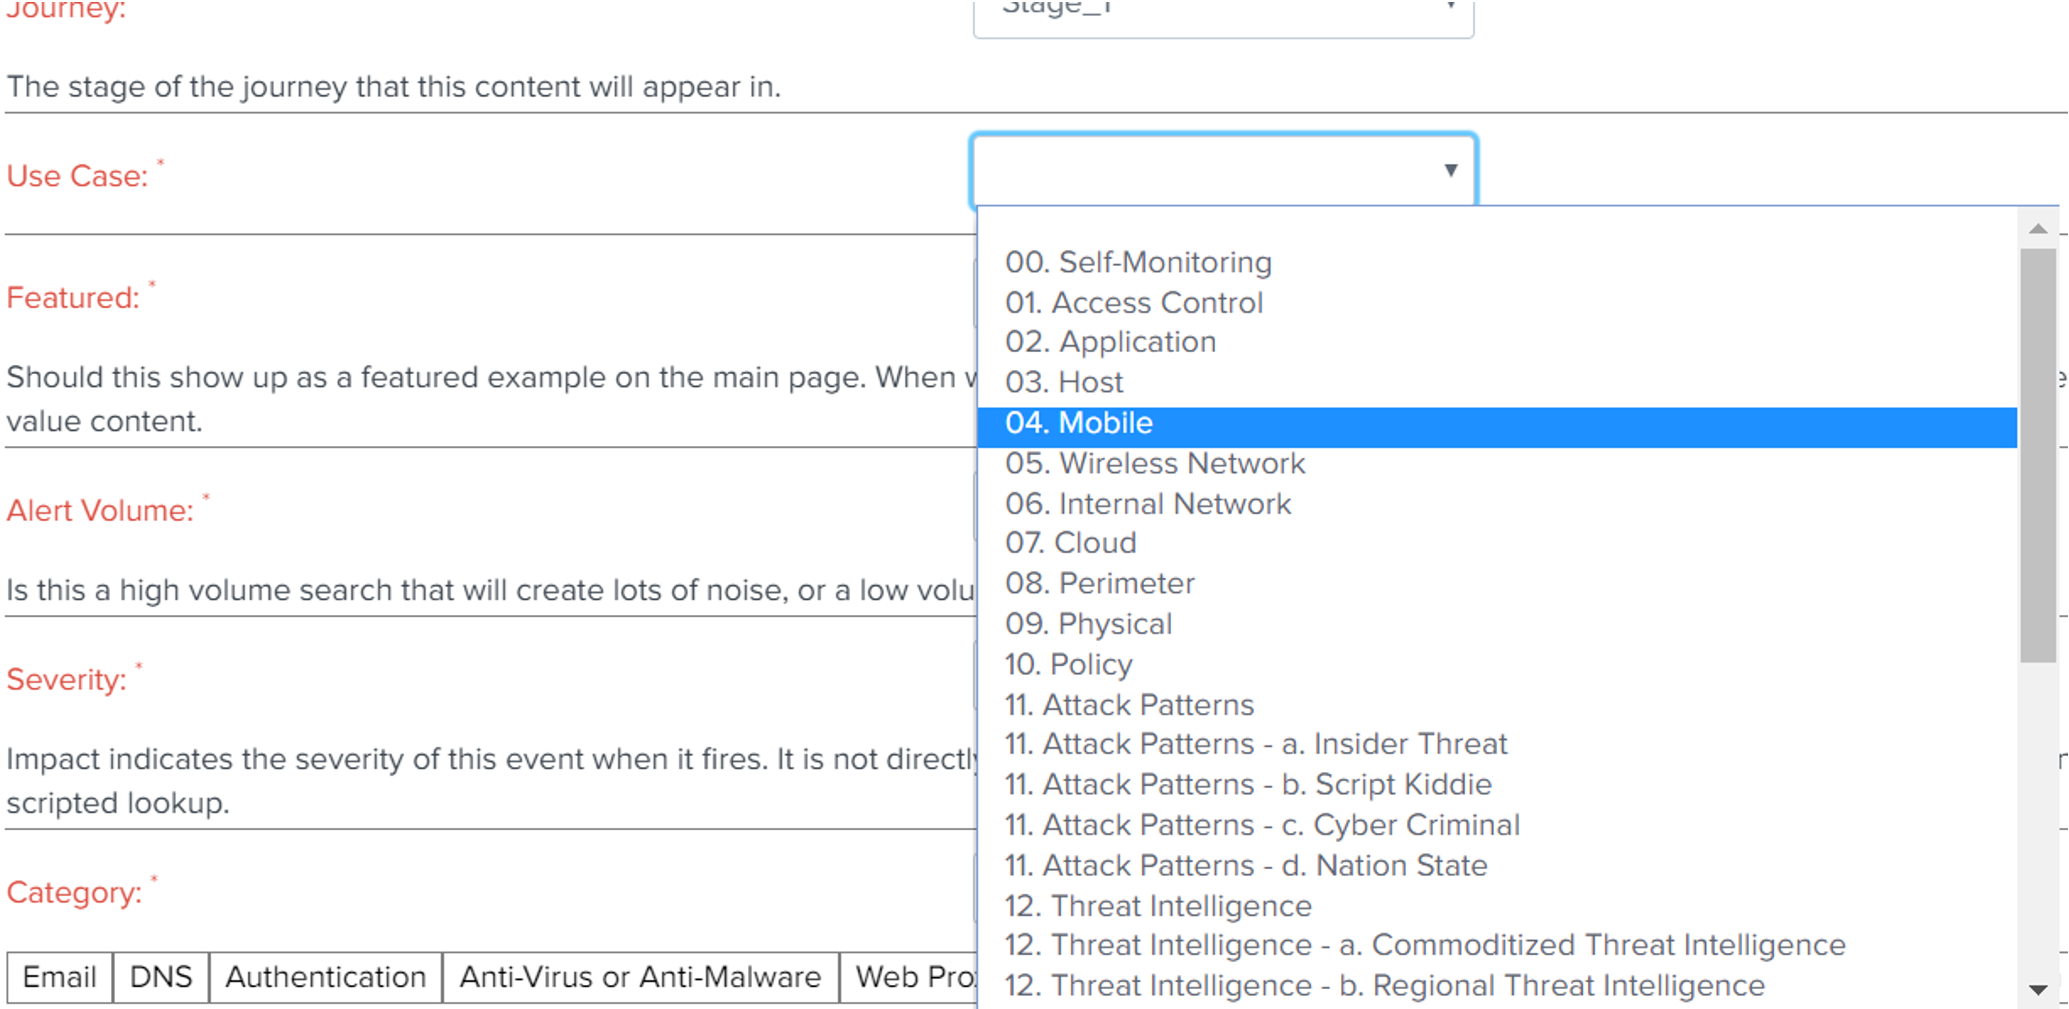 Journey:
Stage_1
The stage of the journey that this content will appear in.
Use Case: *
00. Self-Monitoring
01. Access Control
02. Application
03. Host
04. Mobile
05. Wireless Network
06. Internal Network
07. Cloud
08. Perimeter
09. Physical
10. Policy
11. Attack Patterns
11. Attack Patterns - a. Insider Threat
11. Attack Patterns - b. Script Kiddie
11. Attack Patterns - c. Cyber Criminal
11. Attack Patterns - d. Nation State
12. Threat Intelligence
12. Threat Intelligence - a. Commoditized Threat Intelligence
12. Threat Intelligence - b. Regional Threat Intelligence
Featured: *
Should this show up as a featured example on the main page. When
value content.
Alert Volume: *
Is this a high volume search that will create lots of noise, or a low
Severity: *
Impact indicates the severity of this event when it fires. It is not
scripted lookup.
Category: *
Email DNS Authentication Anti-Virus or Anti-Malware Web